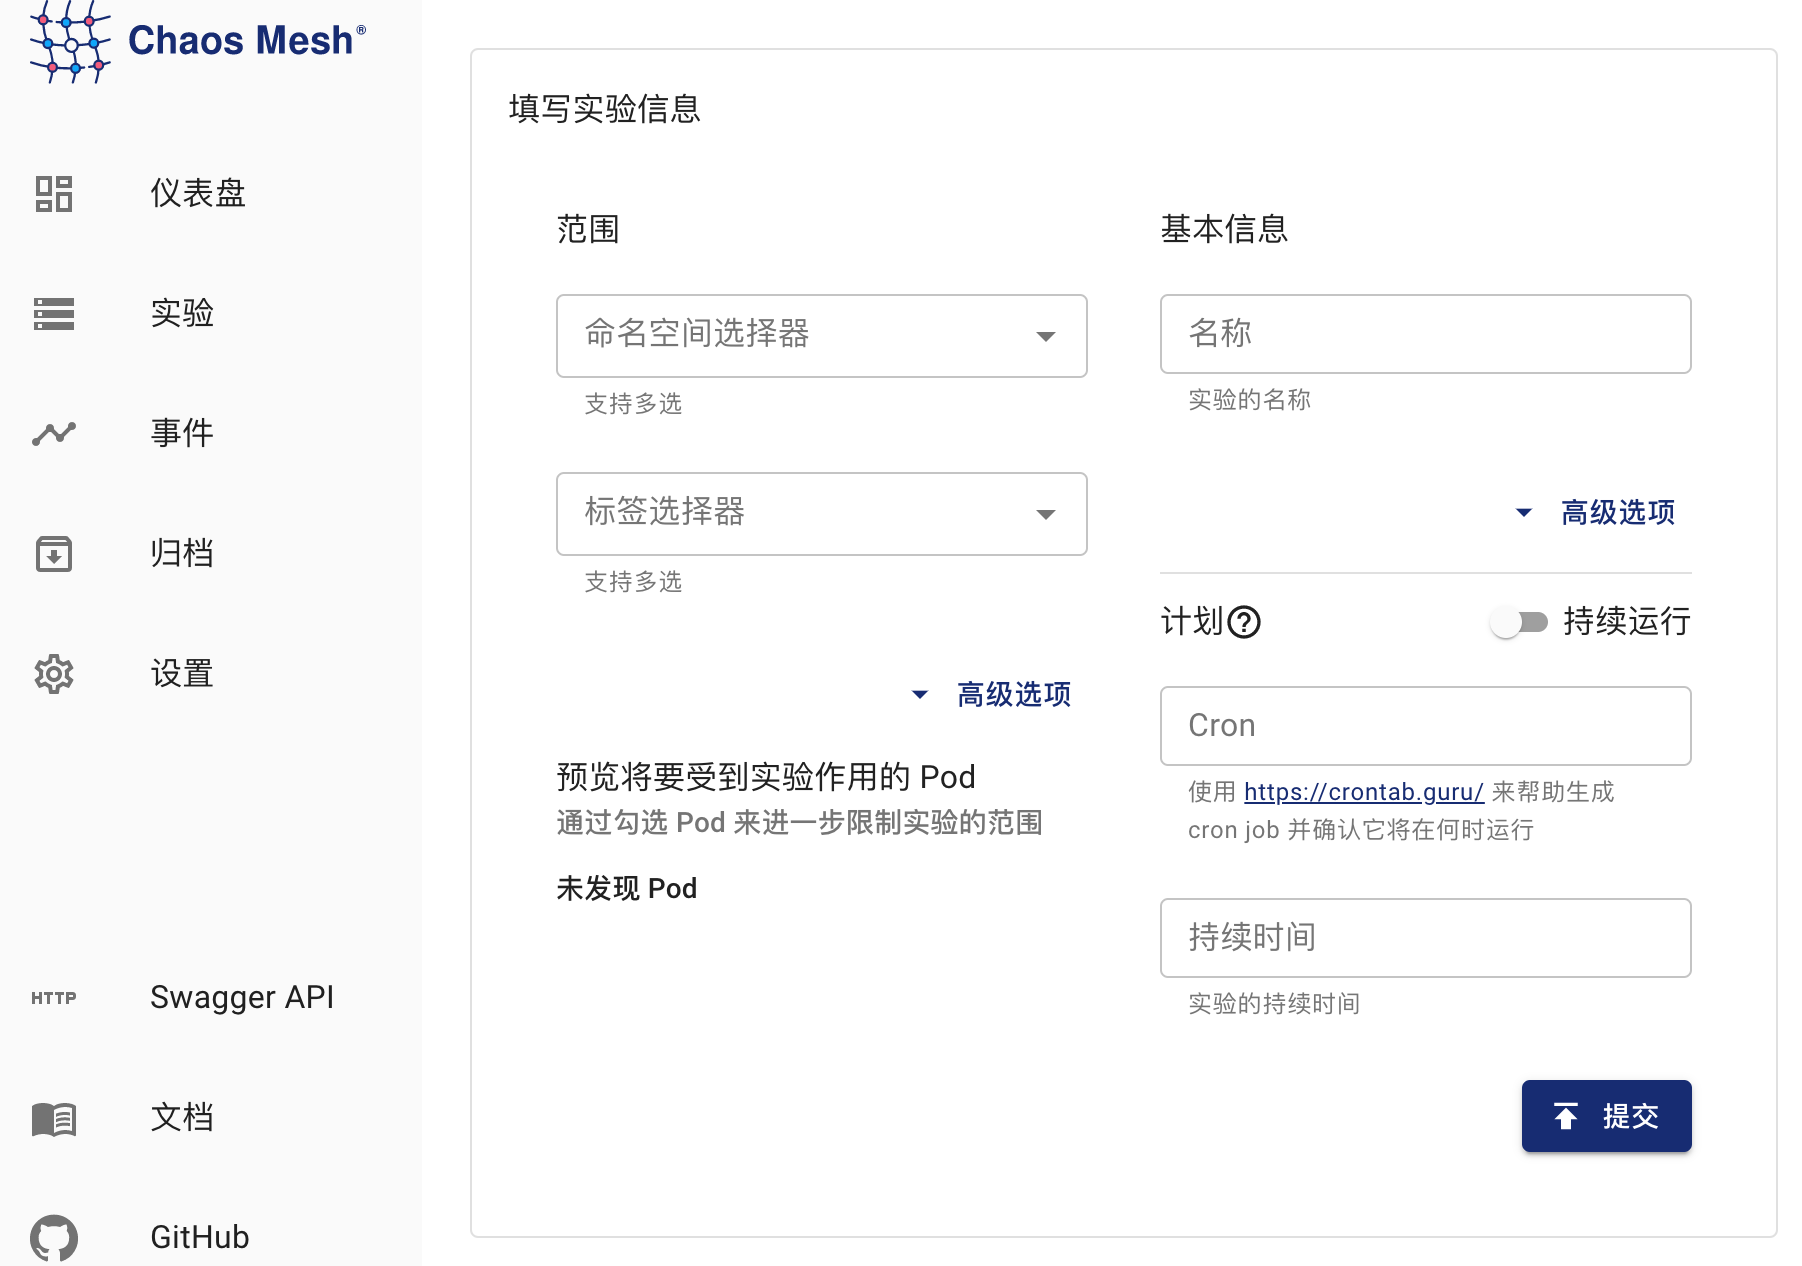 Chaos Mesh®
仪表盘
实验
事件
归档
设置
HTTP Swagger API
文档
GitHub
填写实验信息
范围
命名空间选择器
支持多选
标签选择器
支持多选
高级选项
预览将要受到实验作用的 Pod
通过勾选 Pod 来进一步限制实验的范围
未发现 Pod
基本信息
名称
实验的名称
高级选项
计划? 持续运行
Cron
使用 https://crontab.guru/ 来帮助生成
cron job 并确认它将在何时运行
持续时间
实验的持续时间
提交